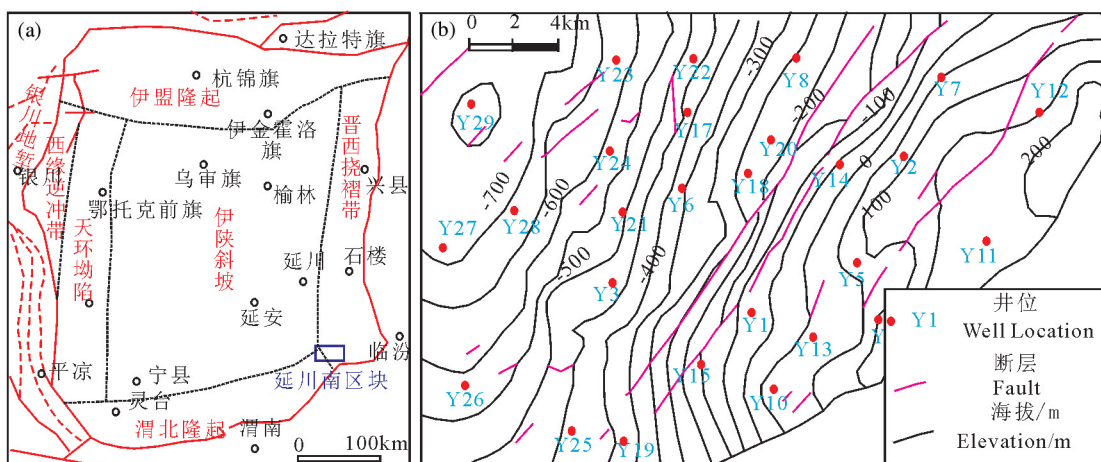 (a)
达拉特旗
杭锦旗
伊盟隆起
银川地堑
伊金霍洛
旗
晋西挠褶带
西缘逆冲带
乌审旗
银川
榆林
兴县
鄂托克前旗
伊陕斜坡
天环坳陷
延川
石楼
延安
临汾
平凉
宁县
延川南区块
灵台
渭北隆起
渭南
0
100km
(b)
0
2
4km
Y23
Y22
-300
Y8
Y7
Y12
Y29
Y17
-200
-100
Y20
200
Y24
Y18
Y14
0
Y2
-700
-600
Y6
100
Y27
Y28
Y21
Y11
-500
-400
Y5
Y3
Y1
Y13
Y
Y15
Y26
Y10
Y25
Y19
井位
Y1
Well Location
断层
Fault
海拔/m
Elevation/m